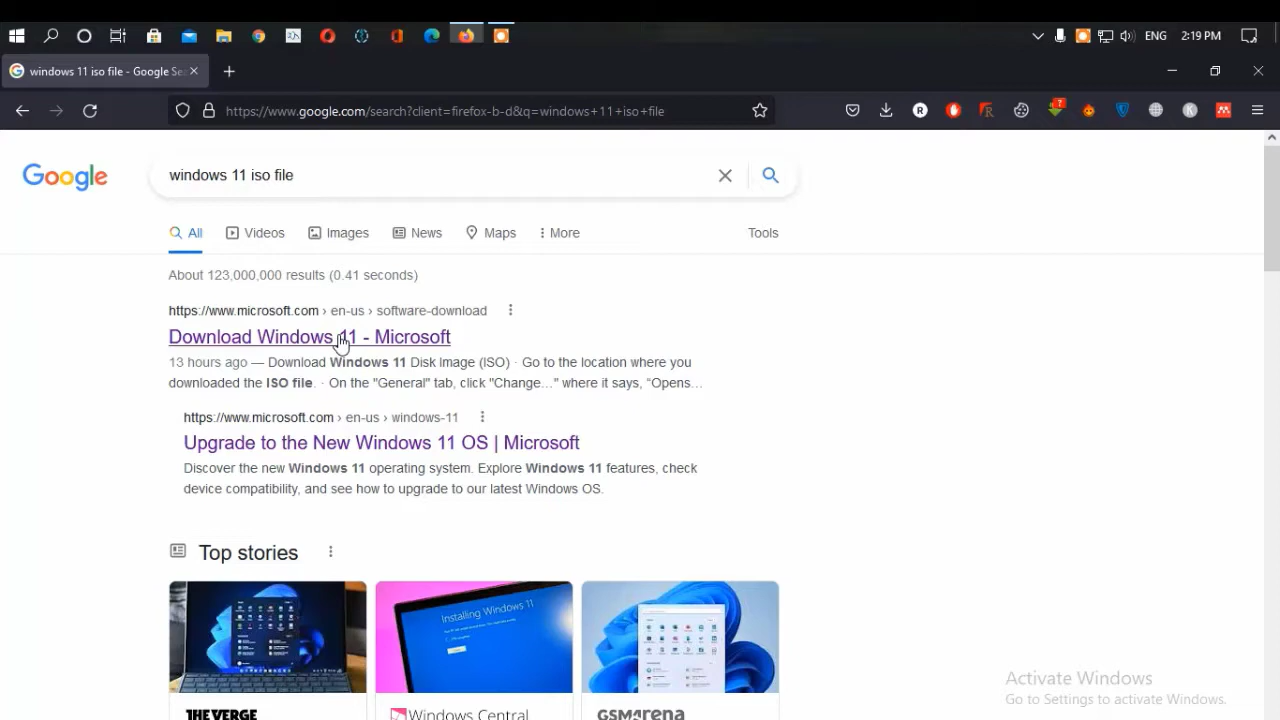 ENG 2:19 PM
windows 11 iso file - Google Se
https://www.google.com/search?client=firefox-b-d&q=windows+11+iso+file
Google
windows 11 iso file
All Videos Images News Maps More Tools
About 123,000,000 results (0.41 seconds)
https://www.microsoft.com › en-us › software-download
Download Windows 11 - Microsoft
13 hours ago — Download Windows 11 Disk Image (ISO) · Go to the location where you
downloaded the ISO file. · On the "General" tab, click "Change..." where it says, “Opens...
https://www.microsoft.com › en-us › windows-11
Upgrade to the New Windows 11 OS | Microsoft
Discover the new Windows 11 operating system. Explore Windows 11 features, check
device compatibility, and see how to upgrade to our latest Windows OS.
Top stories
Installing Windows 11
THE VERGE Windows Central GSMArena
Activate Windows
Go to Settings to activate Windows.